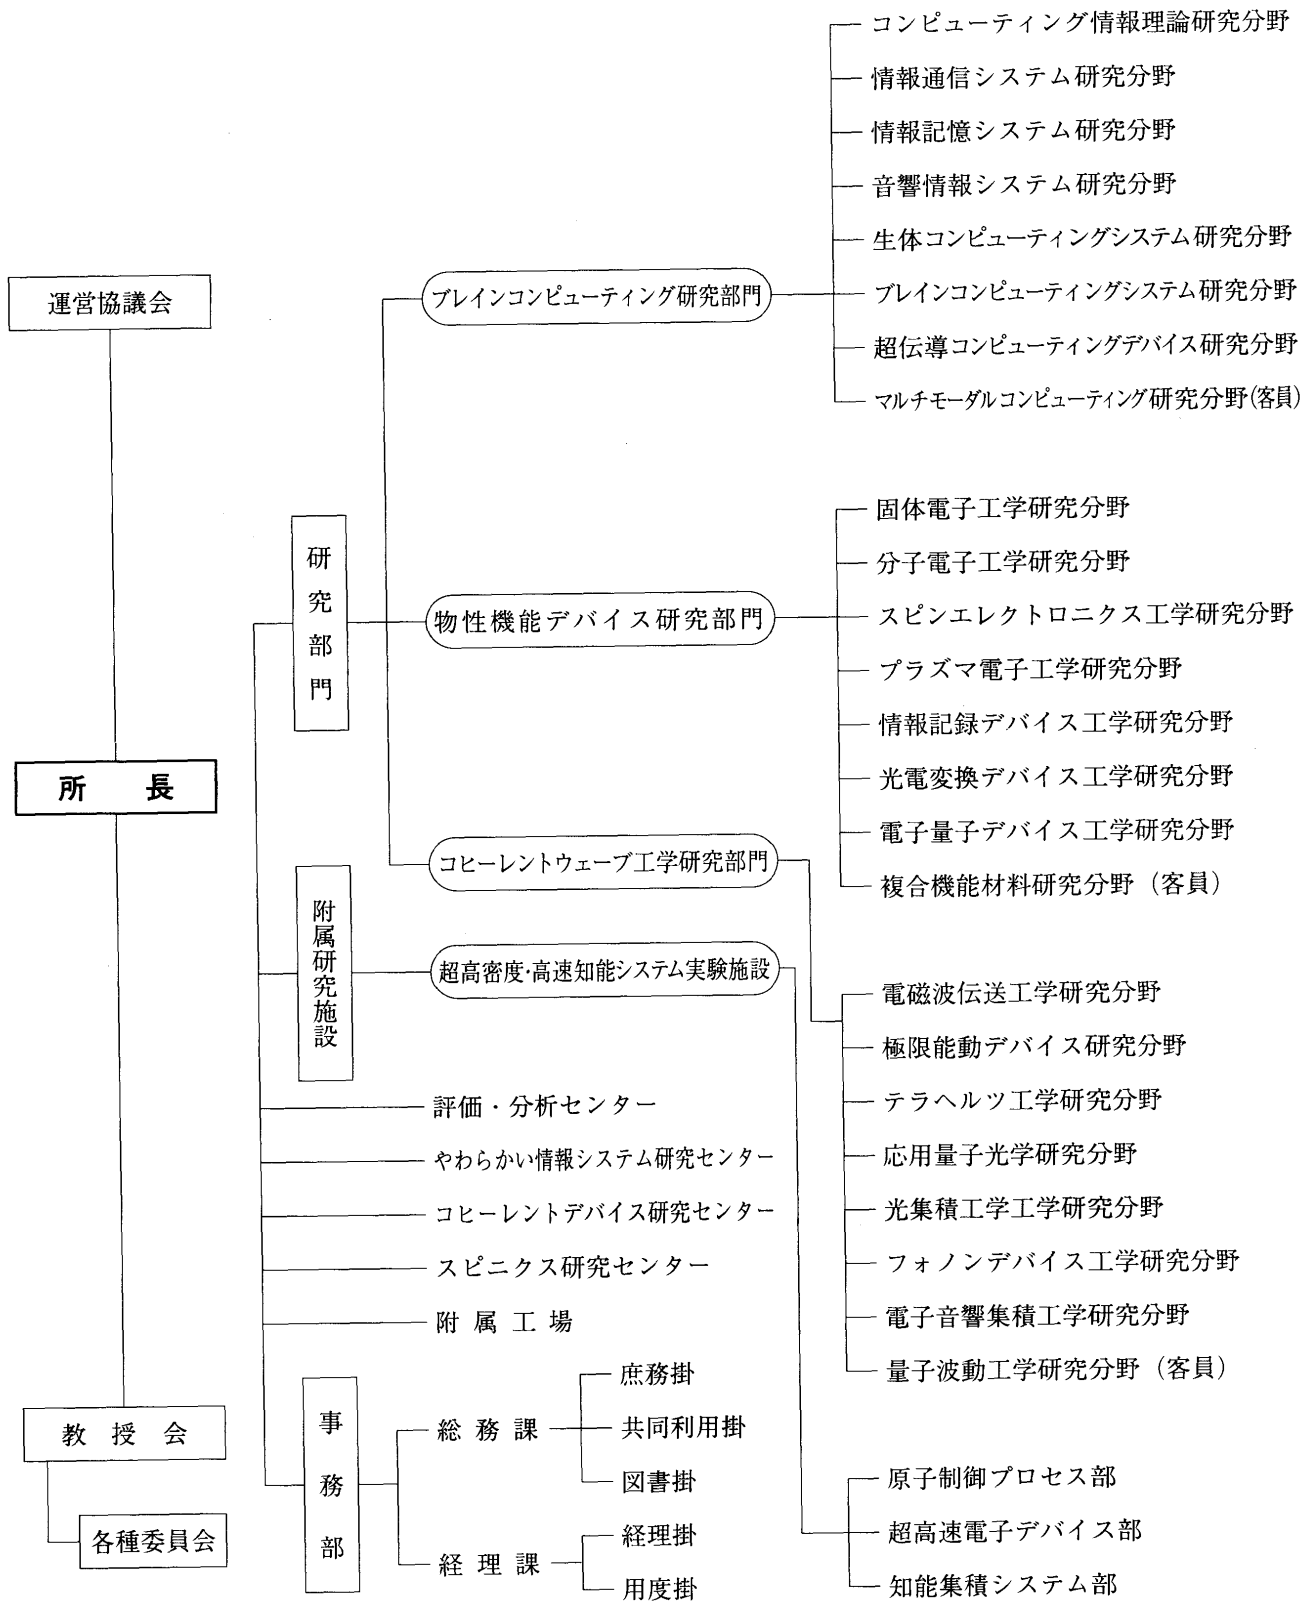 運営協議会
所長
教授会
各種委員会
研究部門
ブレインコンピューティング研究部門
コンピューティング情報理論研究分野
情報通信システム研究分野
情報記憶システム研究分野
音響情報システム研究分野
生体コンピューティングシステム研究分野
ブレインコンピューティングシステム研究分野
超伝導コンピューティングデバイス研究分野
マルチモーダルコンピューティング研究分野(客員)
物性機能デバイス研究部門
固体電子工学研究分野
分子電子工学研究分野
スピンエレクトロニクス工学研究分野
プラズマ電子工学研究分野
情報記録デバイス工学研究分野
光電変換デバイス工学研究分野
電子量子デバイス工学研究分野
複合機能材料研究分野（客員）
コヒーレントウェーブ工学研究部門
電磁波伝送工学研究分野
極限能動デバイス研究分野
テラヘルツ工学研究分野
応用量子光学研究分野
光集積工学工学研究分野
フォノンデバイス工学研究分野
電子音響集積工学研究分野
量子波動工学研究分野（客員）
附属研究施設
超高密度・高速知能システム実験施設
原子制御プロセス部
超高速電子デバイス部
知能集積システム部
評価・分析センター
やわらかい情報システム研究センター
コヒーレントデバイス研究センター
スピニクス研究センター
附属工場
事務部
総務課
庶務掛
共同利用掛
図書掛
経理課
経理掛
用度掛